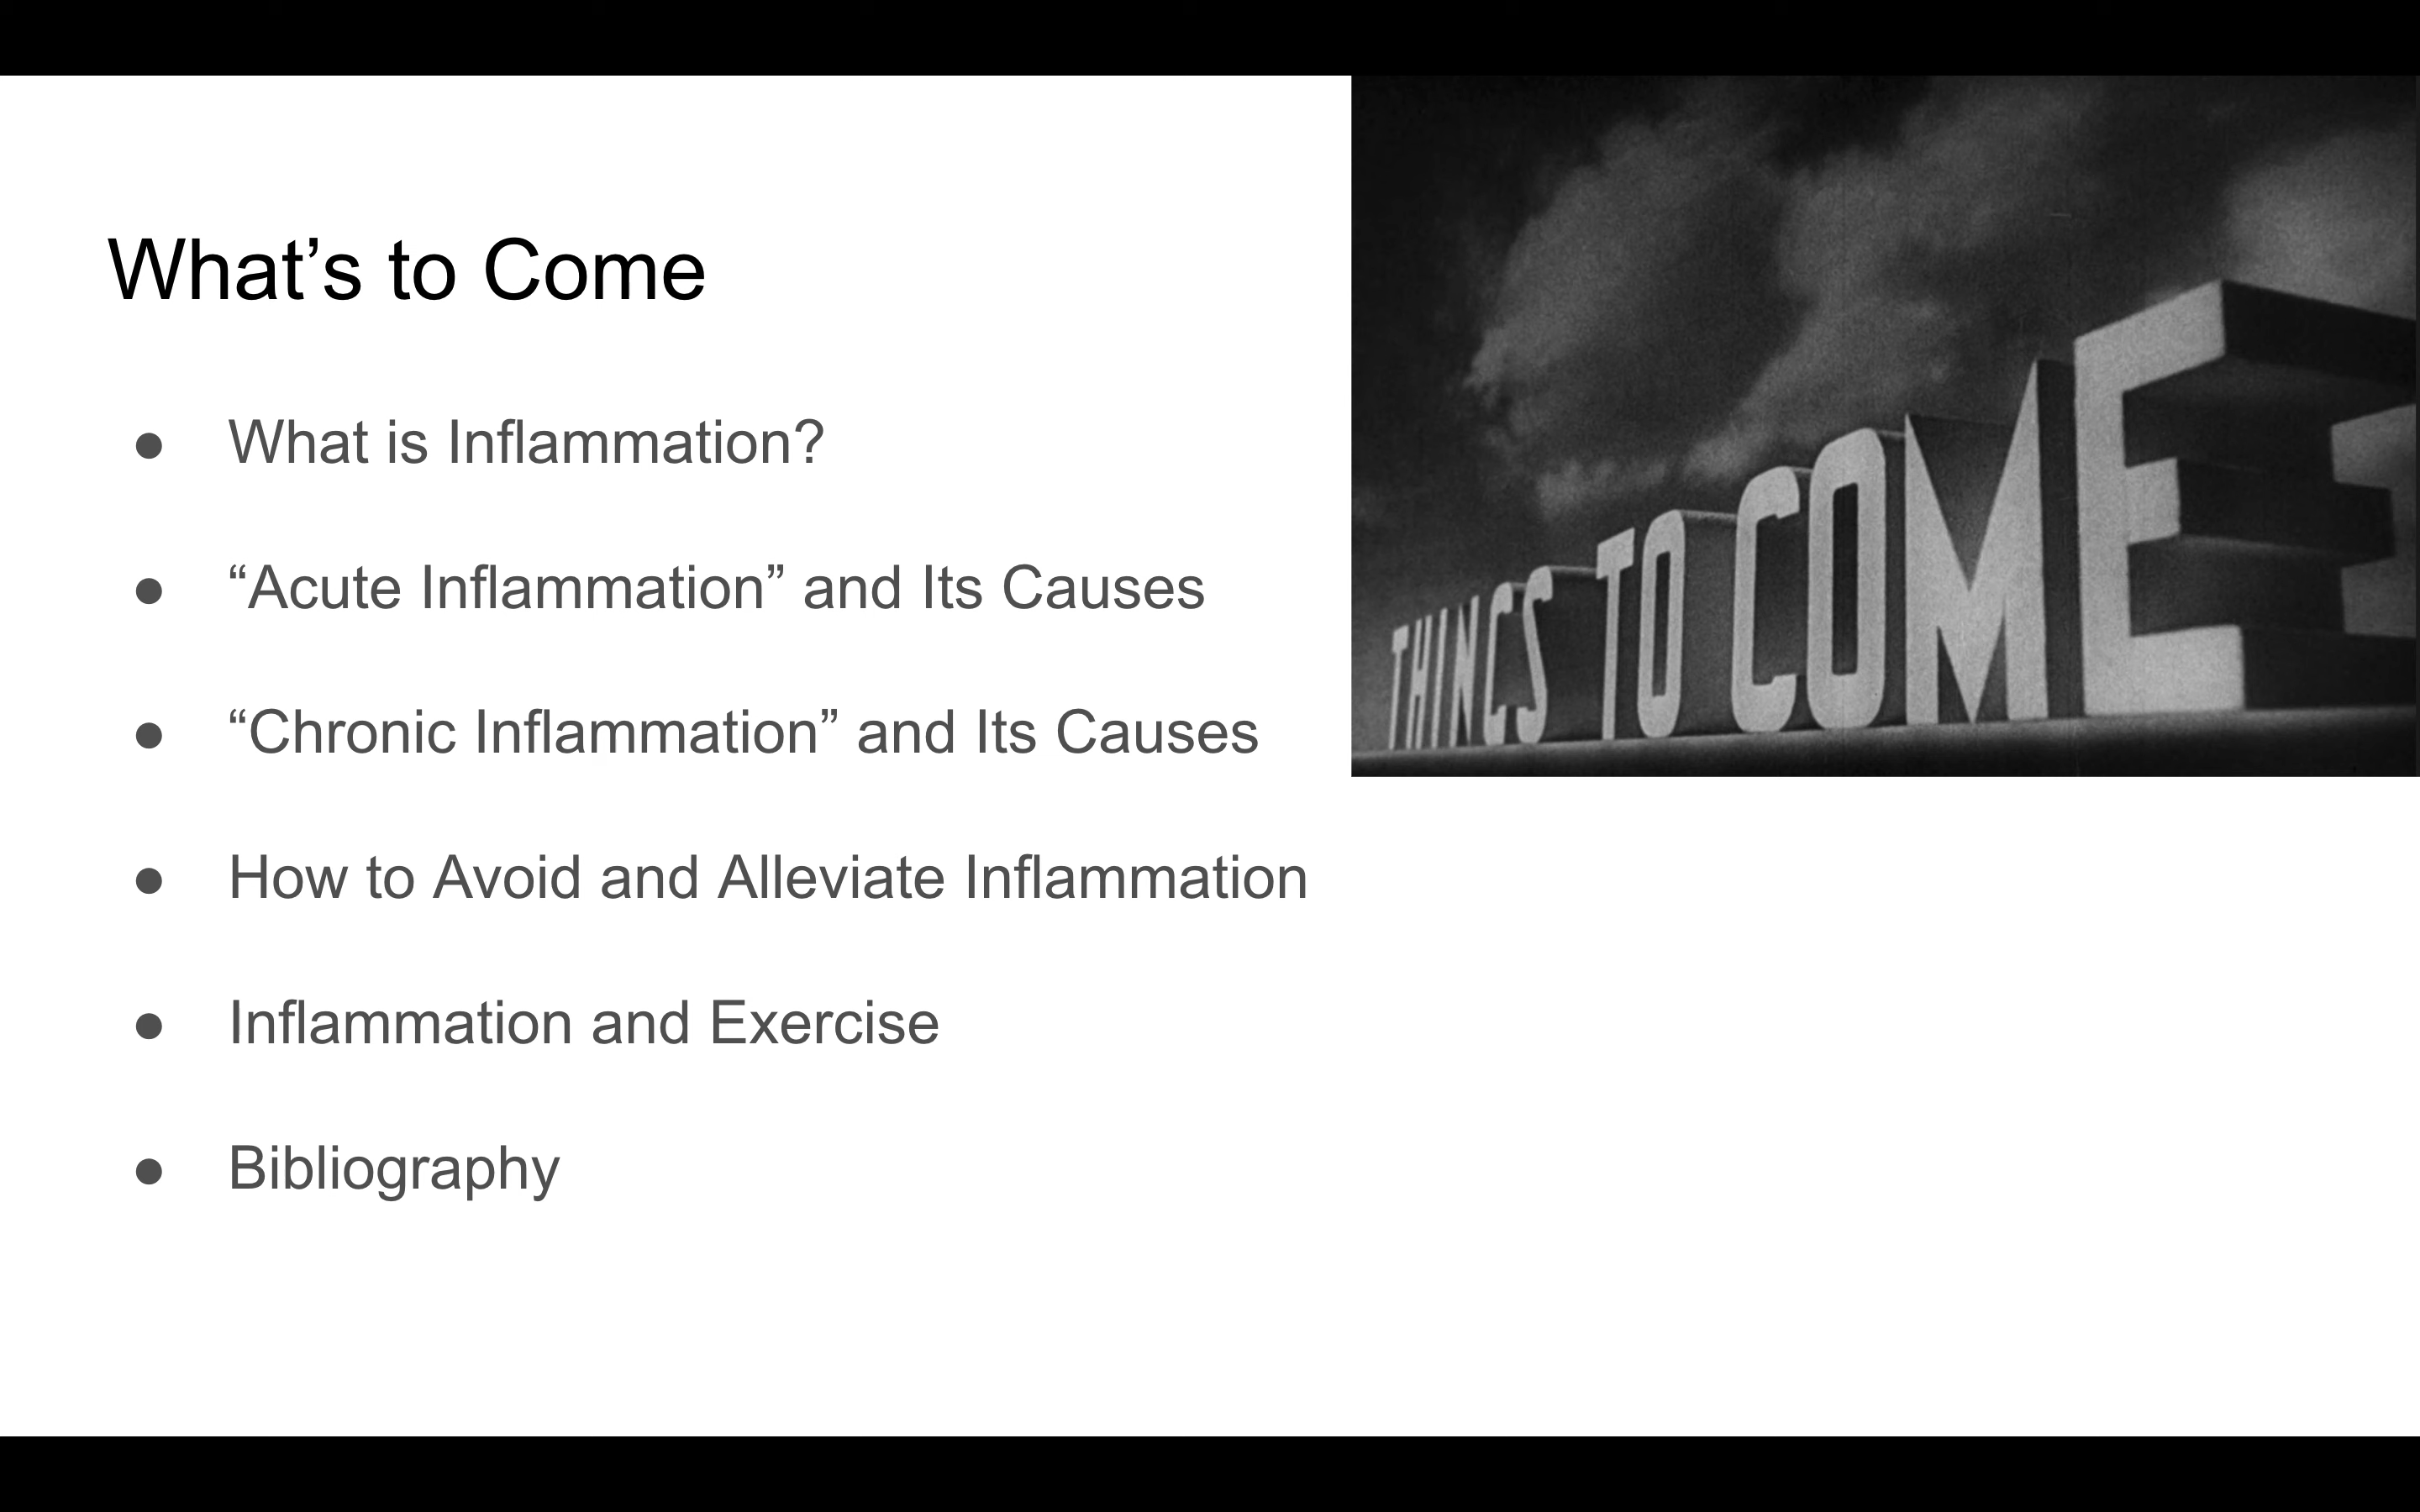 What’s to Come
● What is Inflammation?
● “Acute Inflammation” and Its Causes
● “Chronic Inflammation” and Its Causes
● How to Avoid and Alleviate Inflammation
● Inflammation and Exercise
● Bibliography
THINGS TO COME